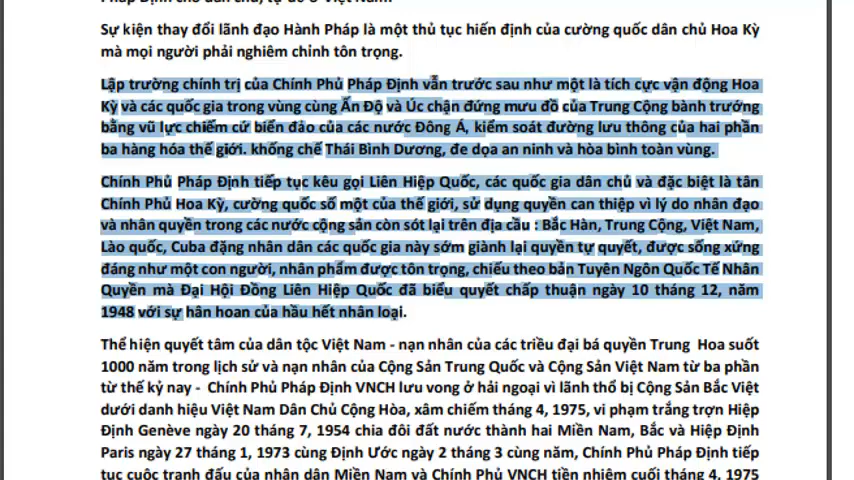 Pháp Định cho dân chủ, tự do ở Việt Nam.
Sự kiện thay đổi lãnh đạo Hành Pháp là một thủ tục hiến định của cường quốc dân chủ Hoa Kỳ
mà mọi người phải nghiêm chỉnh tôn trọng.
Lập trường chính trị của Chính Phủ Pháp Định vẫn trước sau như một là tích cực vận động Hoa
Kỳ và các quốc gia trong vùng cùng Ấn Độ và Úc chận đứng mưu đồ của Trung Cộng bành trướng
bằng vũ lực chiếm cứ biển đảo của các nước Đông Á, kiểm soát đường lưu thông của hai phần
ba hàng hóa thế giới. khống chế Thái Bình Dương, đe dọa an ninh và hòa bình toàn vùng.
Chính Phủ Pháp Định tiếp tục kêu gọi Liên Hiệp Quốc, các quốc gia dân chủ và đặc biệt là tân
Chính Phủ Hoa Kỳ, cường quốc số một của thế giới, sử dụng quyền can thiệp vì lý do nhân đạo
và nhân quyền trong các nước cộng sản còn sót lại trên địa cầu : Bắc Hàn, Trung Cộng, Việt Nam,
Lào quốc, Cuba đặng nhân dân các quốc gia này sớm giành lại quyền tự quyết, được sống xứng
đáng như một con người, nhân phẩm được tôn trọng, chiếu theo bản Tuyên Ngôn Quốc Tế Nhân
Quyền mà Đại Hội Đồng Liên Hiệp Quốc đã biểu quyết chấp thuận ngày 10 tháng 12, năm
1948 với sự hân hoan của hầu hết nhân loại.
Thể hiện quyết tâm của dân tộc Việt Nam - nạn nhân của các triều đại bá quyền Trung Hoa suốt
1000 năm trong lịch sử và nạn nhân của Cộng Sản Trung Quốc và Cộng Sản Việt Nam từ ba phần
tư thế kỷ nay - Chính Phủ Pháp Định VNCH lưu vong ở hải ngoại vì lãnh thổ bị Cộng Sản Bắc Việt
dưới danh hiệu Việt Nam Dân Chủ Cộng Hòa, xâm chiếm tháng 4, 1975, vi phạm trắng trợn Hiệp
Định Genève ngày 20 tháng 7, 1954 chia đôi đất nước thành hai Miền Nam, Bắc và Hiệp Định
Paris ngày 27 tháng 1, 1973 cùng Định Ước ngày 2 tháng 3 cùng năm, Chính Phủ Pháp Định tiếp
tục cuộc tranh đấu của nhân dân Miền Nam và Chính Phủ VNCH tiền nhiệm cuối tháng 4, 1975